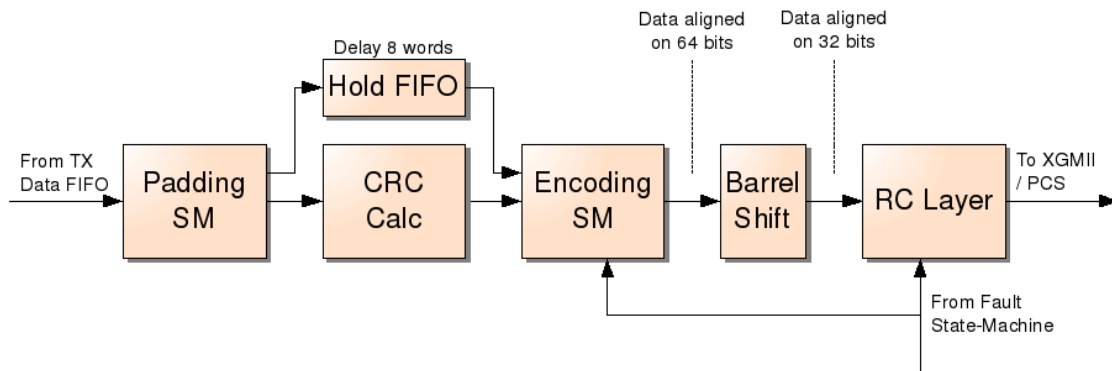 Data aligned
on 64 bits
Data aligned
on 32 bits
Delay 8 words
Hold FIFO
From TX
Data FIFO
Padding
SM
CRC
Calc
Encoding
SM
Barrel
Shift
RC Layer
To XGMII
/ PCS
From Fault
State-Machine